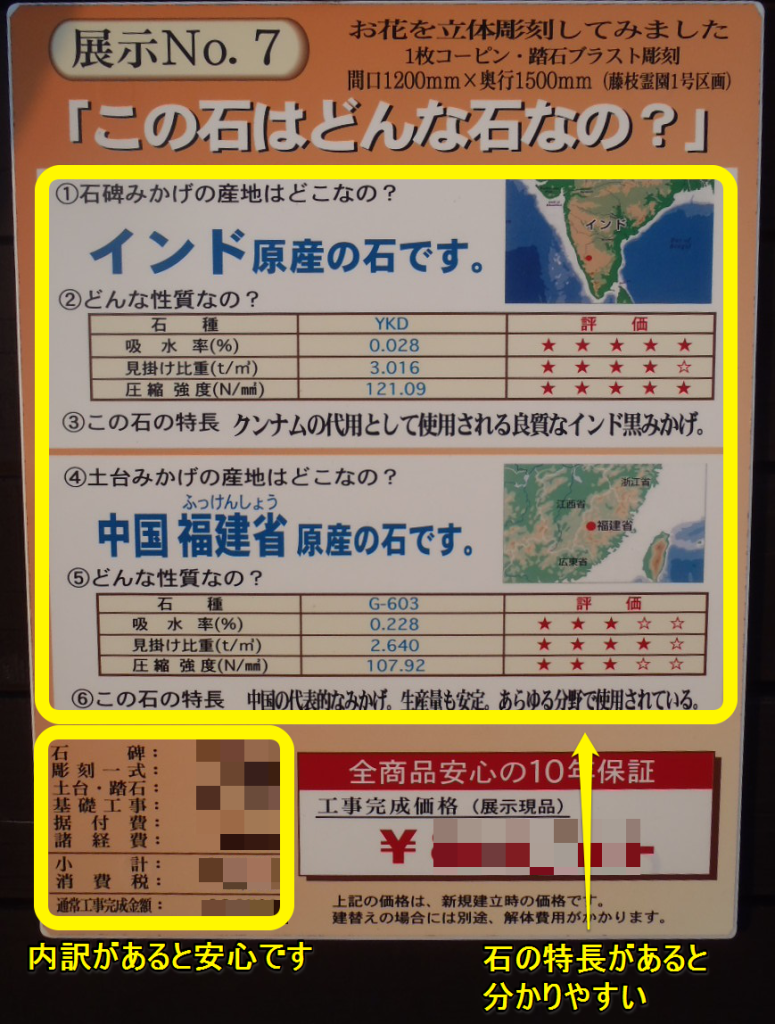 展示No. 7
お花を立体彫刻してみました
1枚コーピン・踏石ブラスト彫刻
間口1200mm×奥行1500mm（藤枝霊園1号区画）
「この石はどんな石なの？」
①石碑みかげの産地はどこなの？
インド原産の石です。
インド
②どんな性質なの？
石種 YKD 評価
吸水率(%) 0.028 ★★★★★
見掛け比重(t/㎥) 3.016 ★★★★☆
圧縮強度(N/m㎡) 121.09 ★★★★★
③この石の特長 クンナムの代用として使用される良質なインド黒みかげ。
④土台みかげの産地はどこなの？
ふっけんしょう
中国 福建省 原産の石です。
浙江省
江西省
福建省
広東省
⑤どんな性質なの？
石種 G-603 評価
吸水率(%) 0.228 ★★★☆☆
見掛け比重(t/㎥) 2.640 ★★★★☆
圧縮強度(N/m㎡) 107.92 ★★★☆☆
⑥この石の特長 中国の代表的なみかげ。生産量も安定。あらゆる分野で使用されている。
石碑：
彫刻一式：
土台・踏石：
基礎工事：
据付費：
諸経費：
小計：
消費税：
通常工事完成金額：
全商品安心の10年保証
工事完成価格（展示現品）
¥
上記の価格は、新規建立時の価格です。
建替えの場合には別途、解体費用がかかります。
内訳があると安心です
石の特長があると
分かりやすい